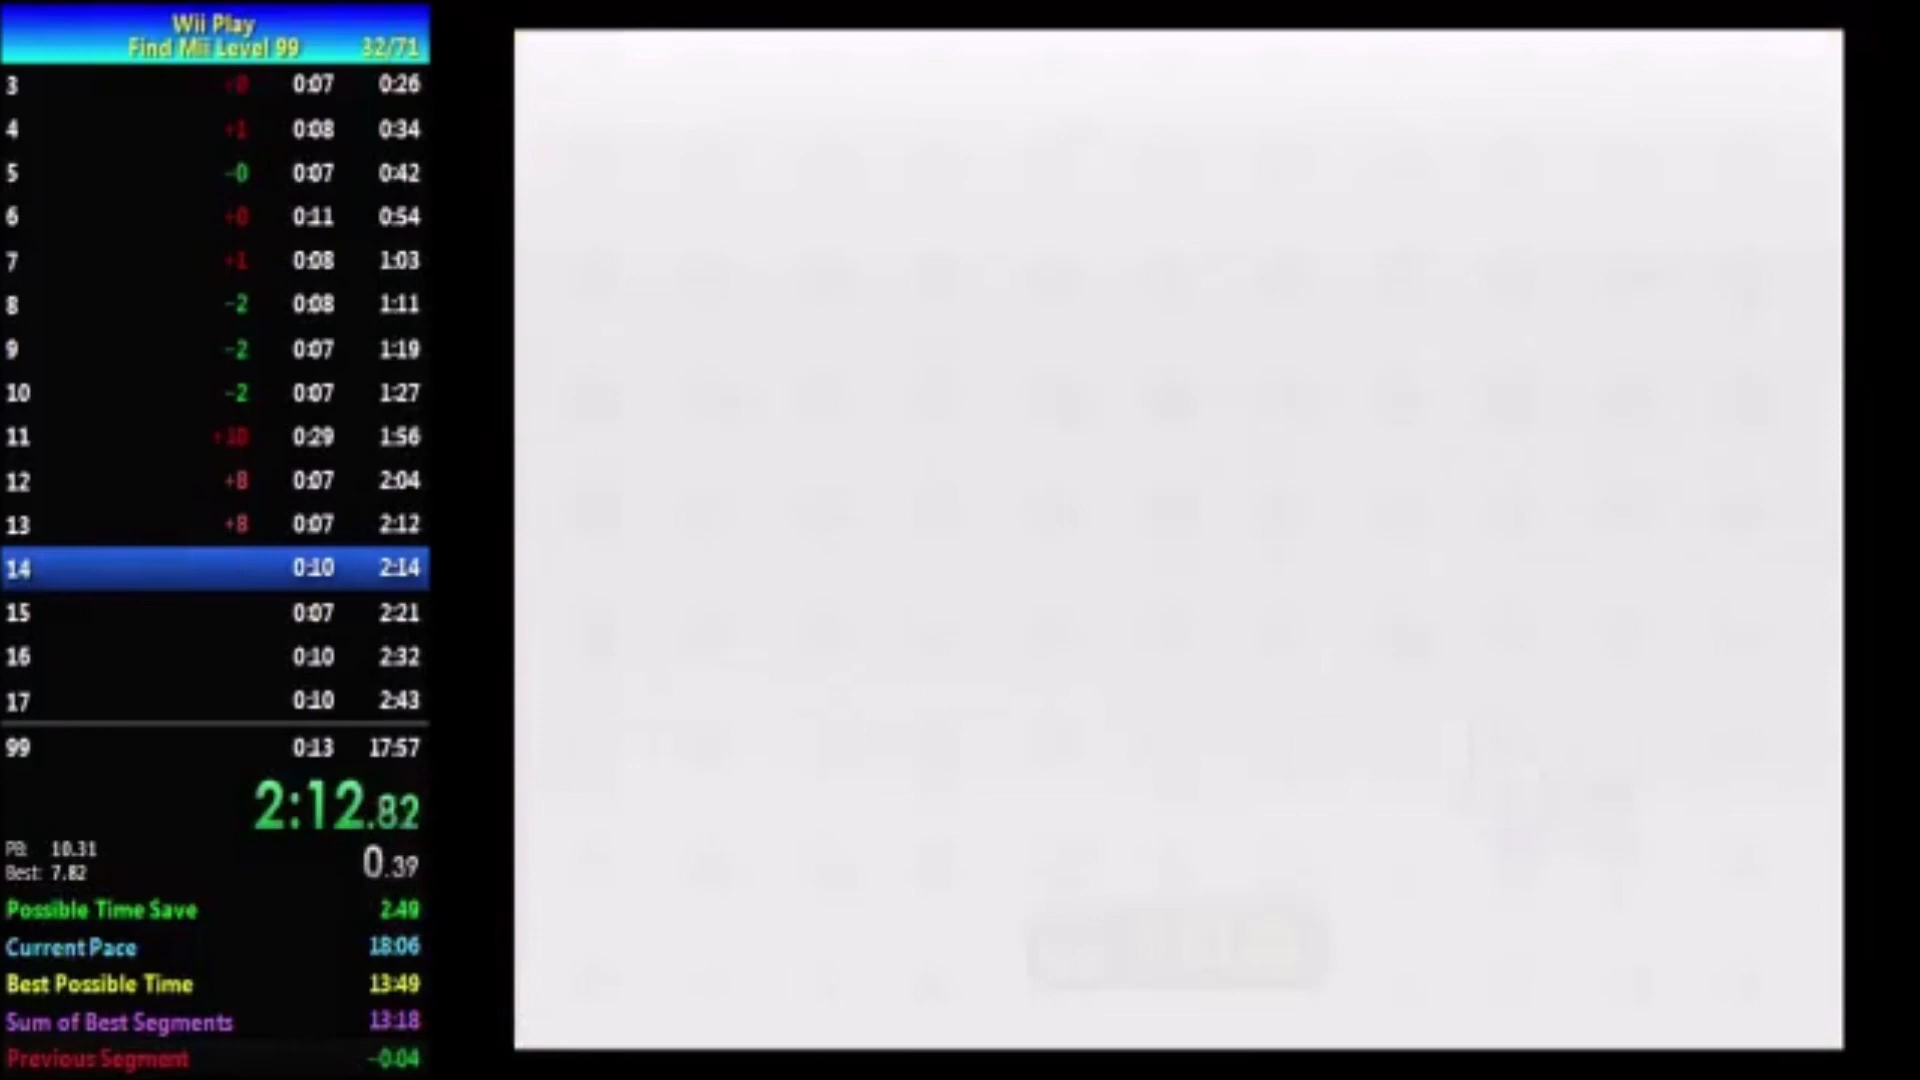 Wii Play
Find Mii Level 99 32/71
3 +0 0:07 0:26
4 +1 0:08 0:34
5 -0 0:07 0:42
6 +0 0:11 0:54
7 +1 0:08 1:03
8 -2 0:08 1:11
9 -2 0:07 1:19
10 -2 0:07 1:27
11 +10 0:29 1:56
12 +8 0:07 2:04
13 +8 0:07 2:12
14 0:10 2:14
15 0:07 2:21
16 0:10 2:32
17 0:10 2:43
99 0:13 17:57
2:12.82
PB: 10.31
0.39
Best: 7.82
Possible Time Save 2.49
Current Pace 18:06
Best Possible Time 13:49
Sum of Best Segments 13:18
Previous Segment -0.04